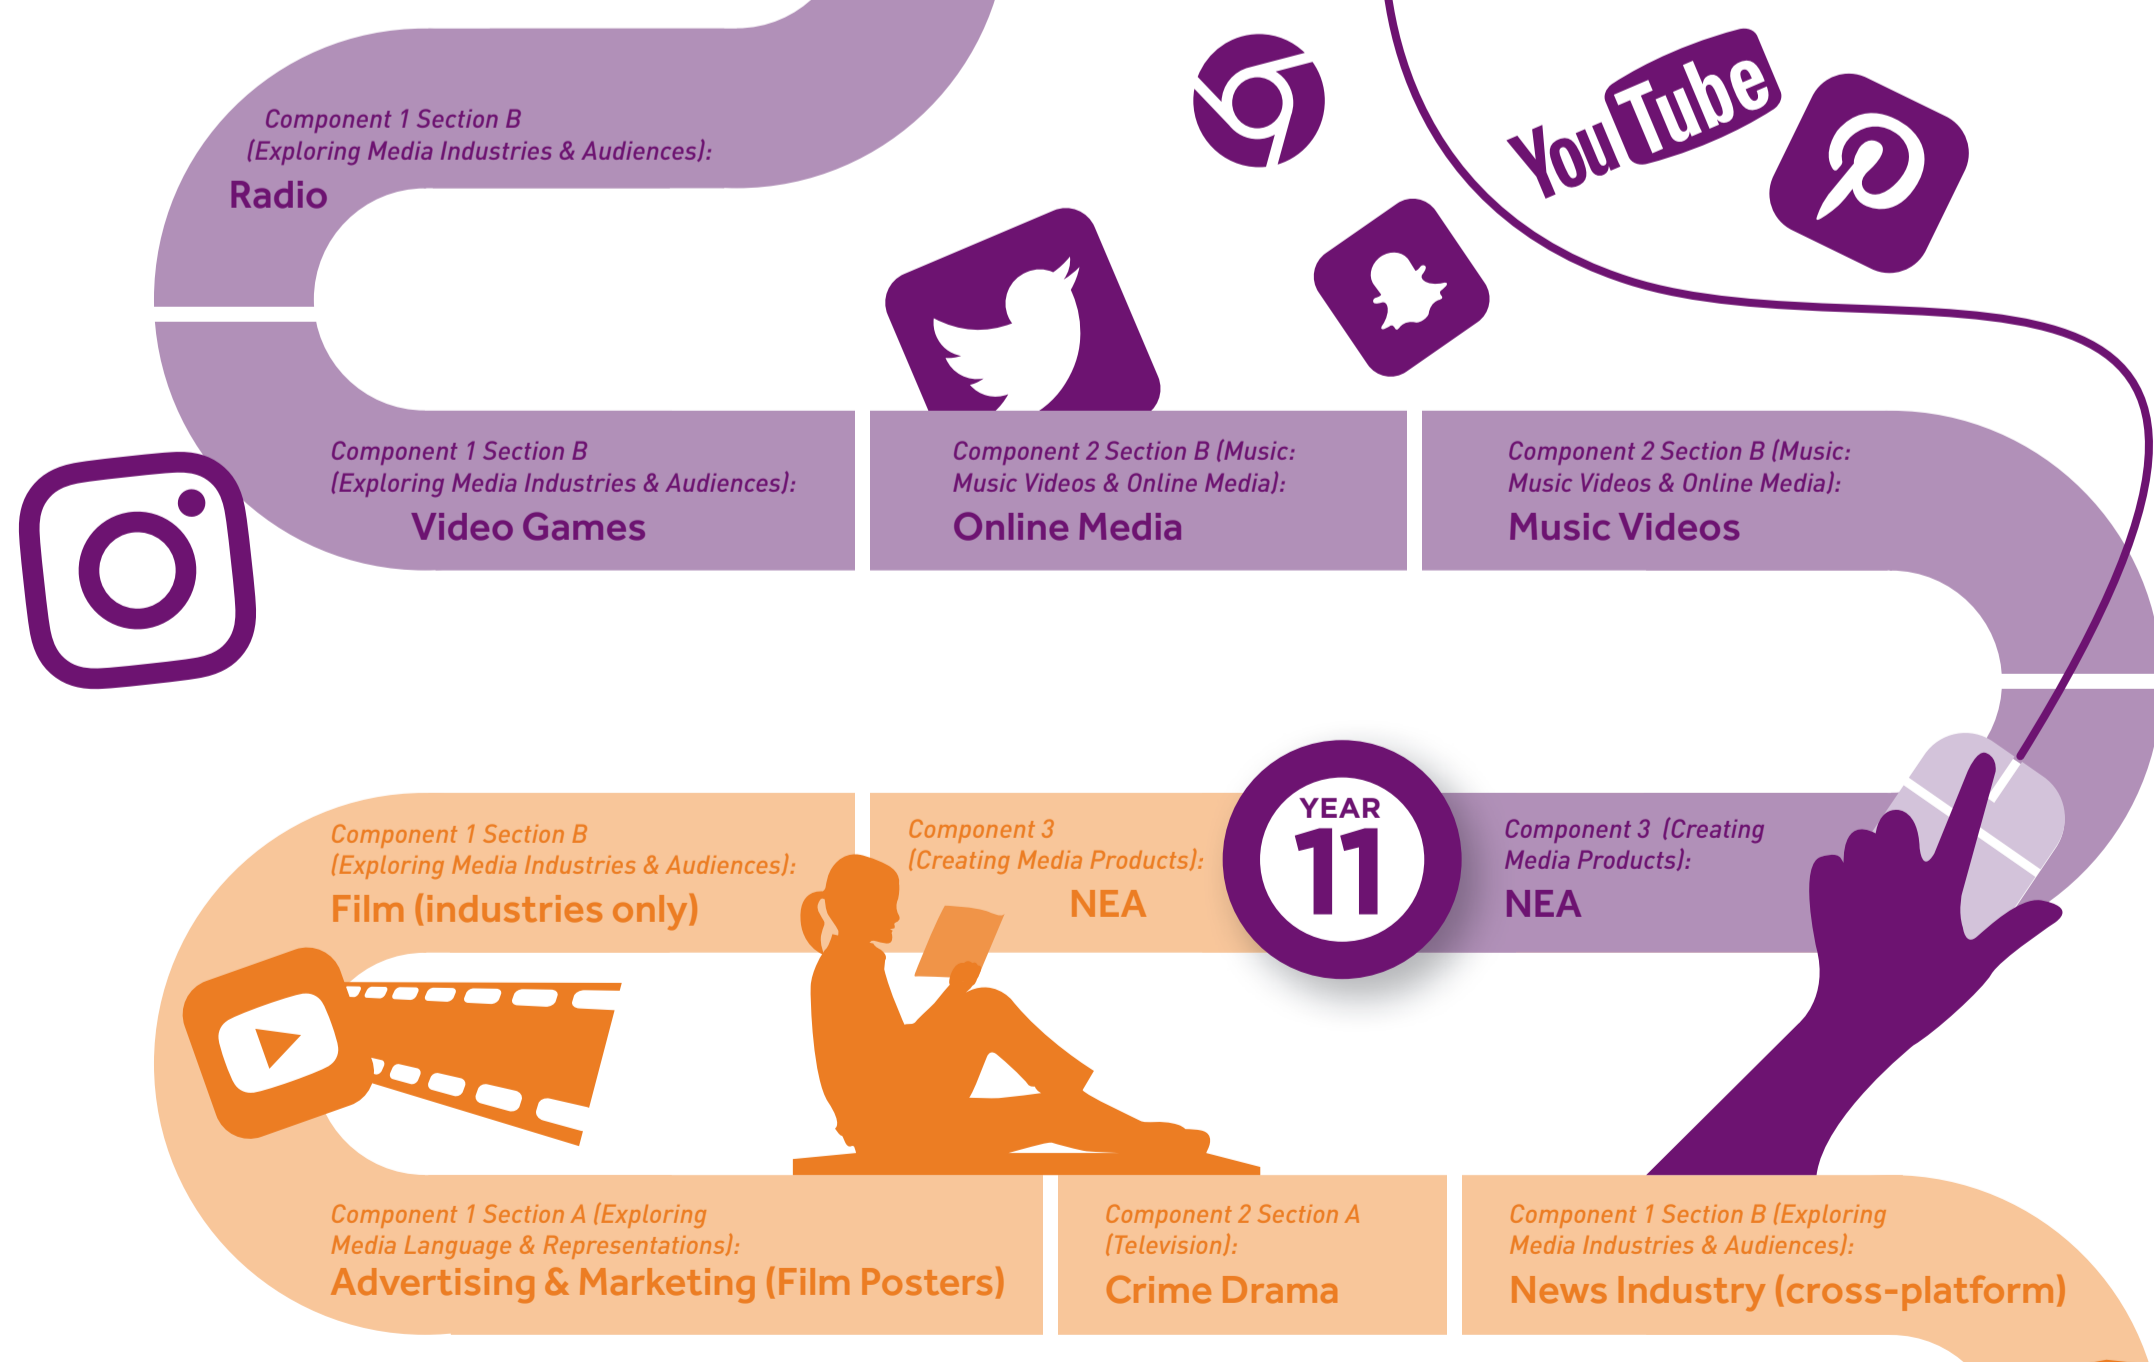 Component 1 Section B
(Exploring Media Industries & Audiences):
Radio
YouTube
Component 1 Section B
(Exploring Media Industries & Audiences):
Video Games
Component 2 Section B (Music:
Music Videos & Online Media):
Online Media
Component 2 Section B (Music:
Music Videos & Online Media):
Music Videos
Component 1 Section B
(Exploring Media Industries & Audiences):
Film (industries only)
Component 3
(Creating Media Products):
NEA
YEAR
11
Component 3 (Creating
Media Products):
NEA
Component 1 Section A (Exploring
Media Language & Representations):
Advertising & Marketing (Film Posters)
Component 2 Section A
(Television):
Crime Drama
Component 1 Section B (Exploring
Media Industries & Audiences):
News Industry (cross-platform)